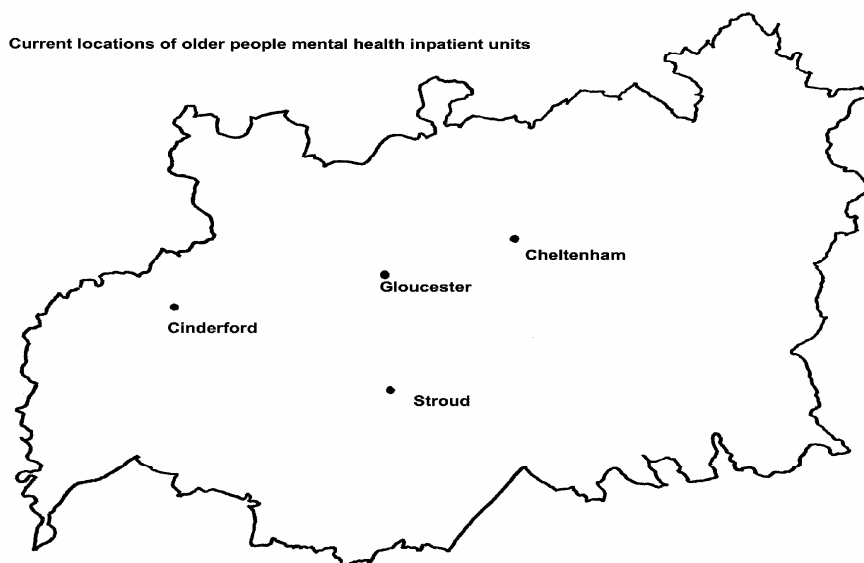 Current locations of older people mental health inpatient units
Cheltenham
Gloucester
Cinderford
Stroud